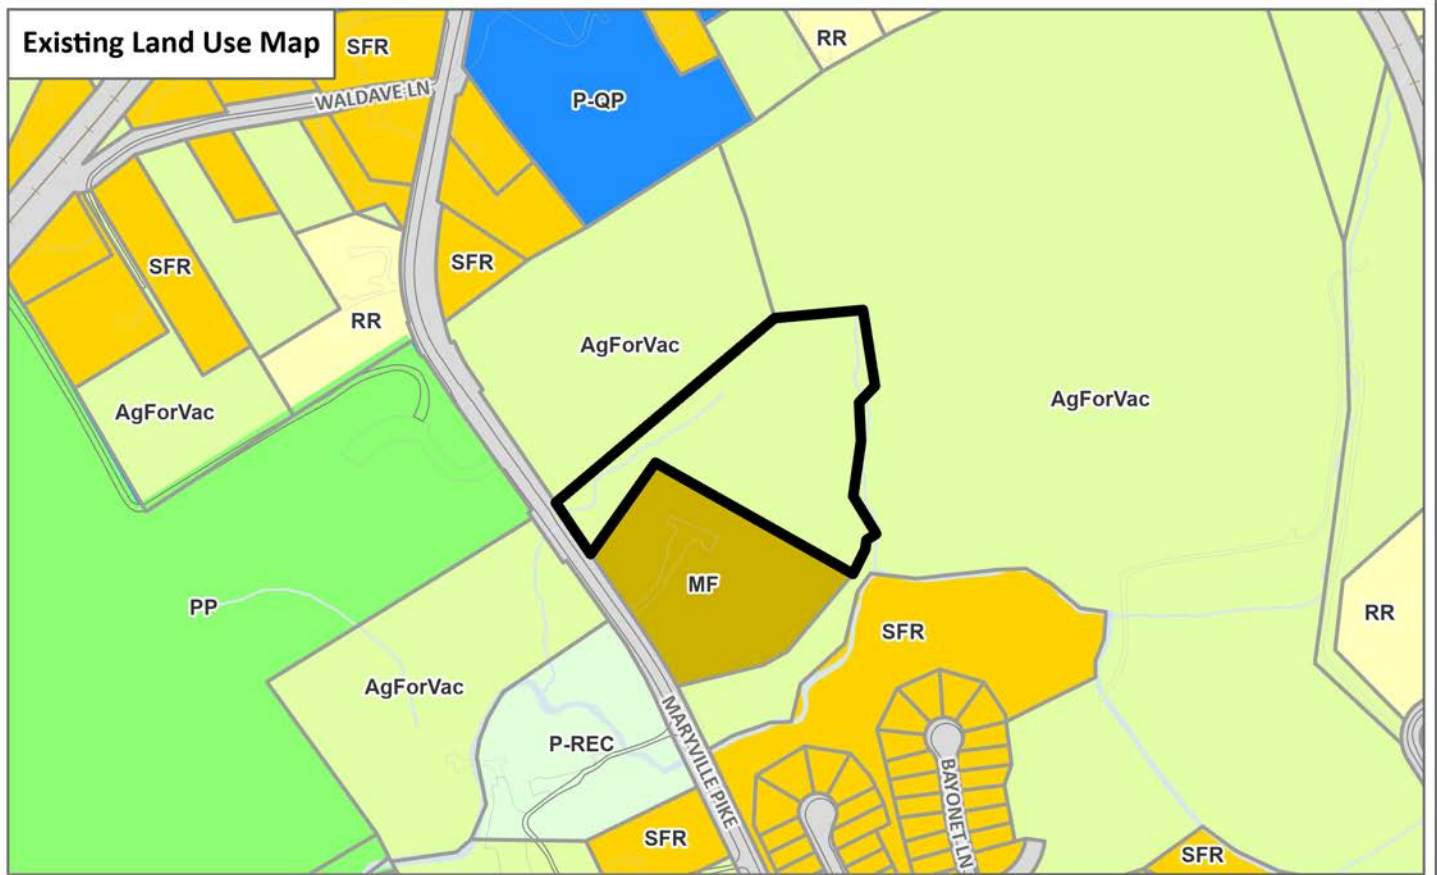 Existing Land Use Map
SFR
RR
WALDAVE LN
P-QP
SFR
SFR
RR
AgForVac
AgForVac
AgForVac
MF
PP
RR
SFR
AgForVac
P-REC
MARYVILLE PIKE
BAYONET LN
SFR
SFR